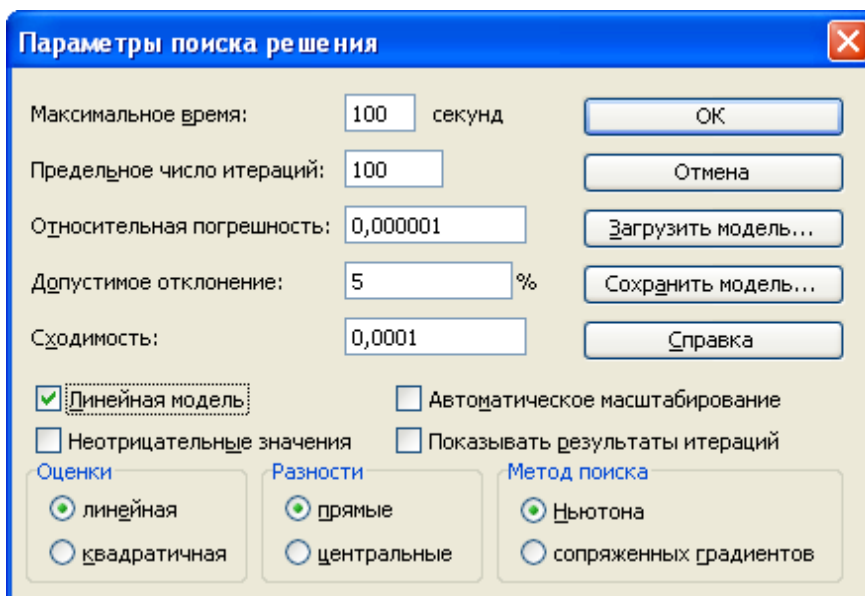 Параметры поиска решения
Максимальное время: 100 секунд OK
Предельное число итераций: 100 Отмена
Относительная погрешность: 0,000001 Загрузить модель...
Допустимое отклонение: 5 % Сохранить модель...
Сходимость: 0,0001 Справка
Линейная модель Автоматическое масштабирование
Неотрицательные значения Показывать результаты итераций
Оценки Разности Метод поиска
линейная прямые Ньютона
квадратичная центральные сопряженных градиентов